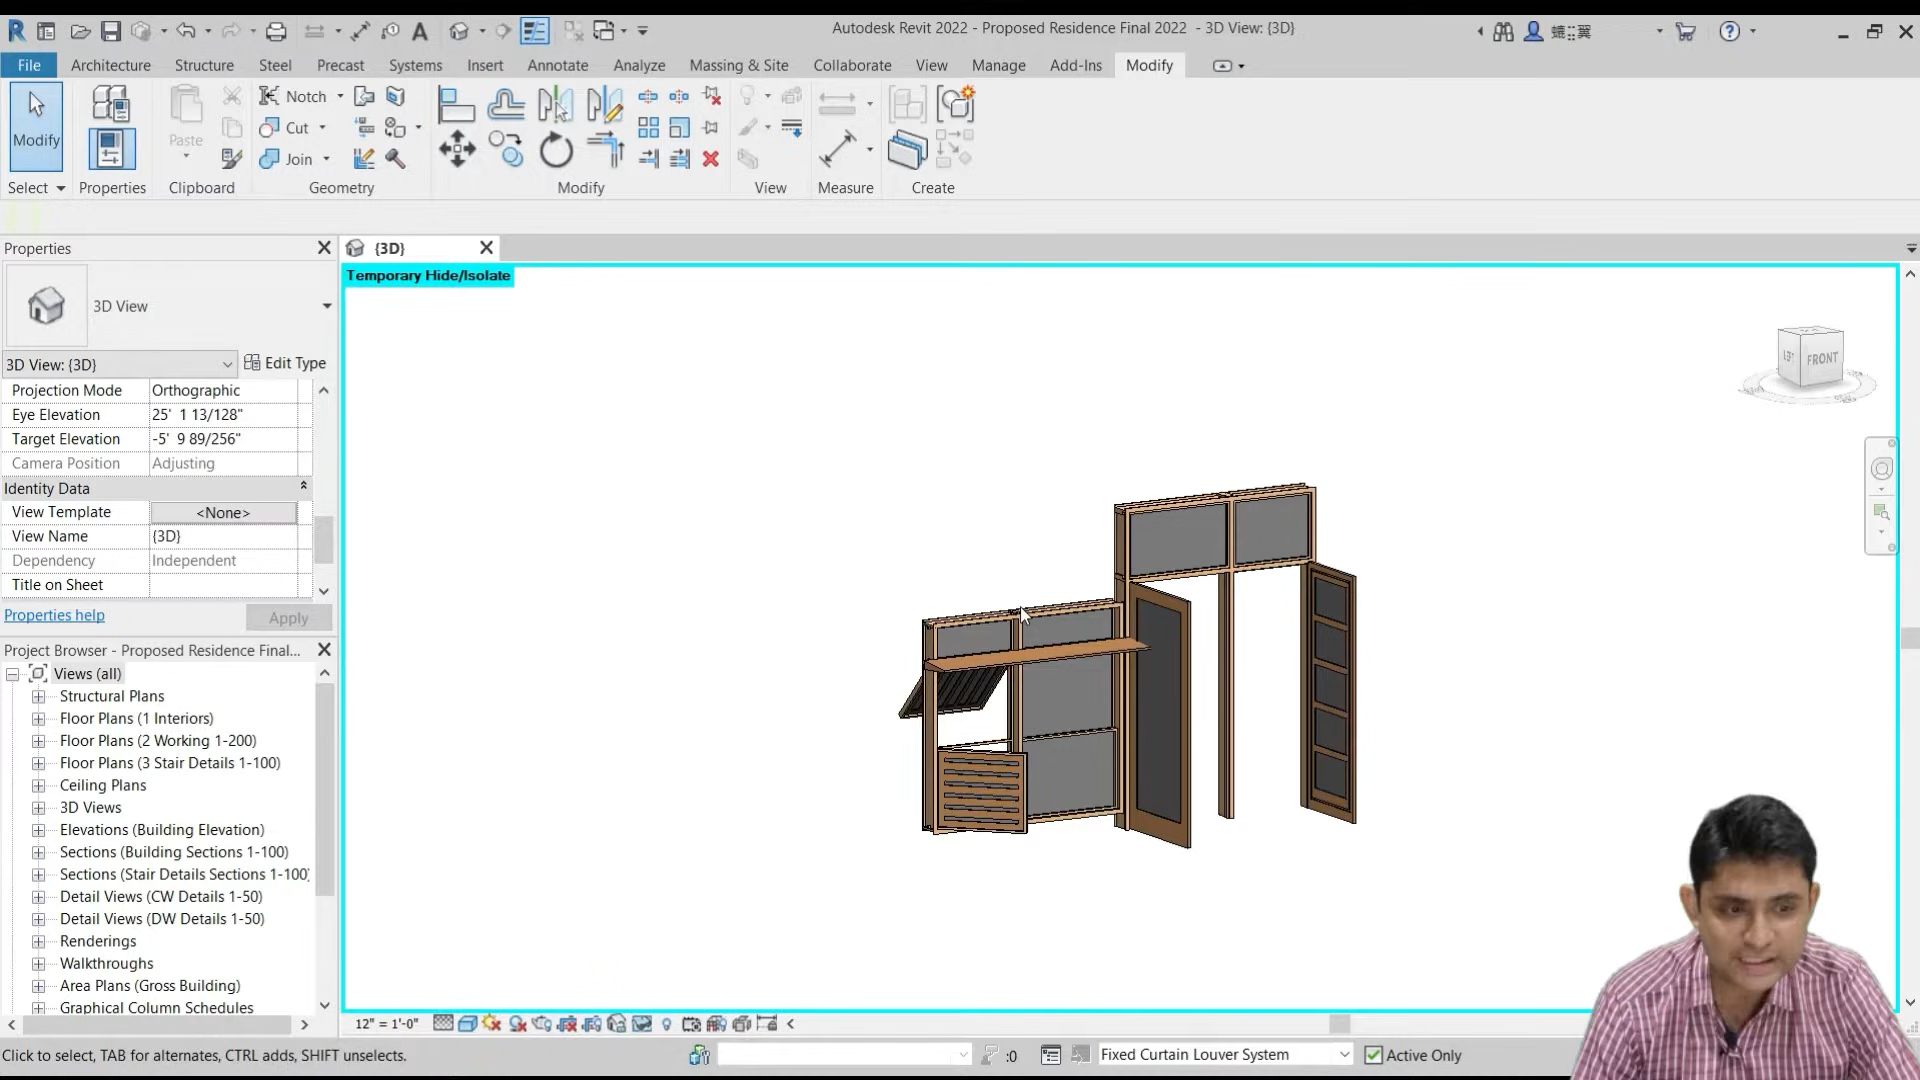 Autodesk Revit 2022 - Proposed Residence Final 2022 - 3D View: {3D}
File Architecture Structure Steel Precast Systems Insert Annotate Analyze Massing & Site Collaborate View Manage Add-Ins Modify
Modify
Paste
Notch
Cut
Join
Select Properties Clipboard Geometry Modify View Measure Create
Properties
{3D}
Temporary Hide/Isolate
3D View
3D View: {3D} Edit Type
Projection Mode Orthographic
Eye Elevation 25' 1 13/128"
Target Elevation -5' 9 89/256"
Camera Position Adjusting
Identity Data
View Template <None>
View Name {3D}
Dependency Independent
Title on Sheet
Properties help Apply
FRONT
Project Browser - Proposed Residence Final...
Views (all)
Structural Plans
Floor Plans (1 Interiors)
Floor Plans (2 Working 1-200)
Floor Plans (3 Stair Details 1-100)
Ceiling Plans
3D Views
Elevations (Building Elevation)
Sections (Building Sections 1-100)
Sections (Stair Details Sections 1-100)
Detail Views (CW Details 1-50)
Detail Views (DW Details 1-50)
Renderings
Walkthroughs
Area Plans (Gross Building)
Graphical Column Schedules
12" = 1'-0"
Click to select, TAB for alternates, CTRL adds, SHIFT unselects.
:0
Fixed Curtain Louver System
Active Only